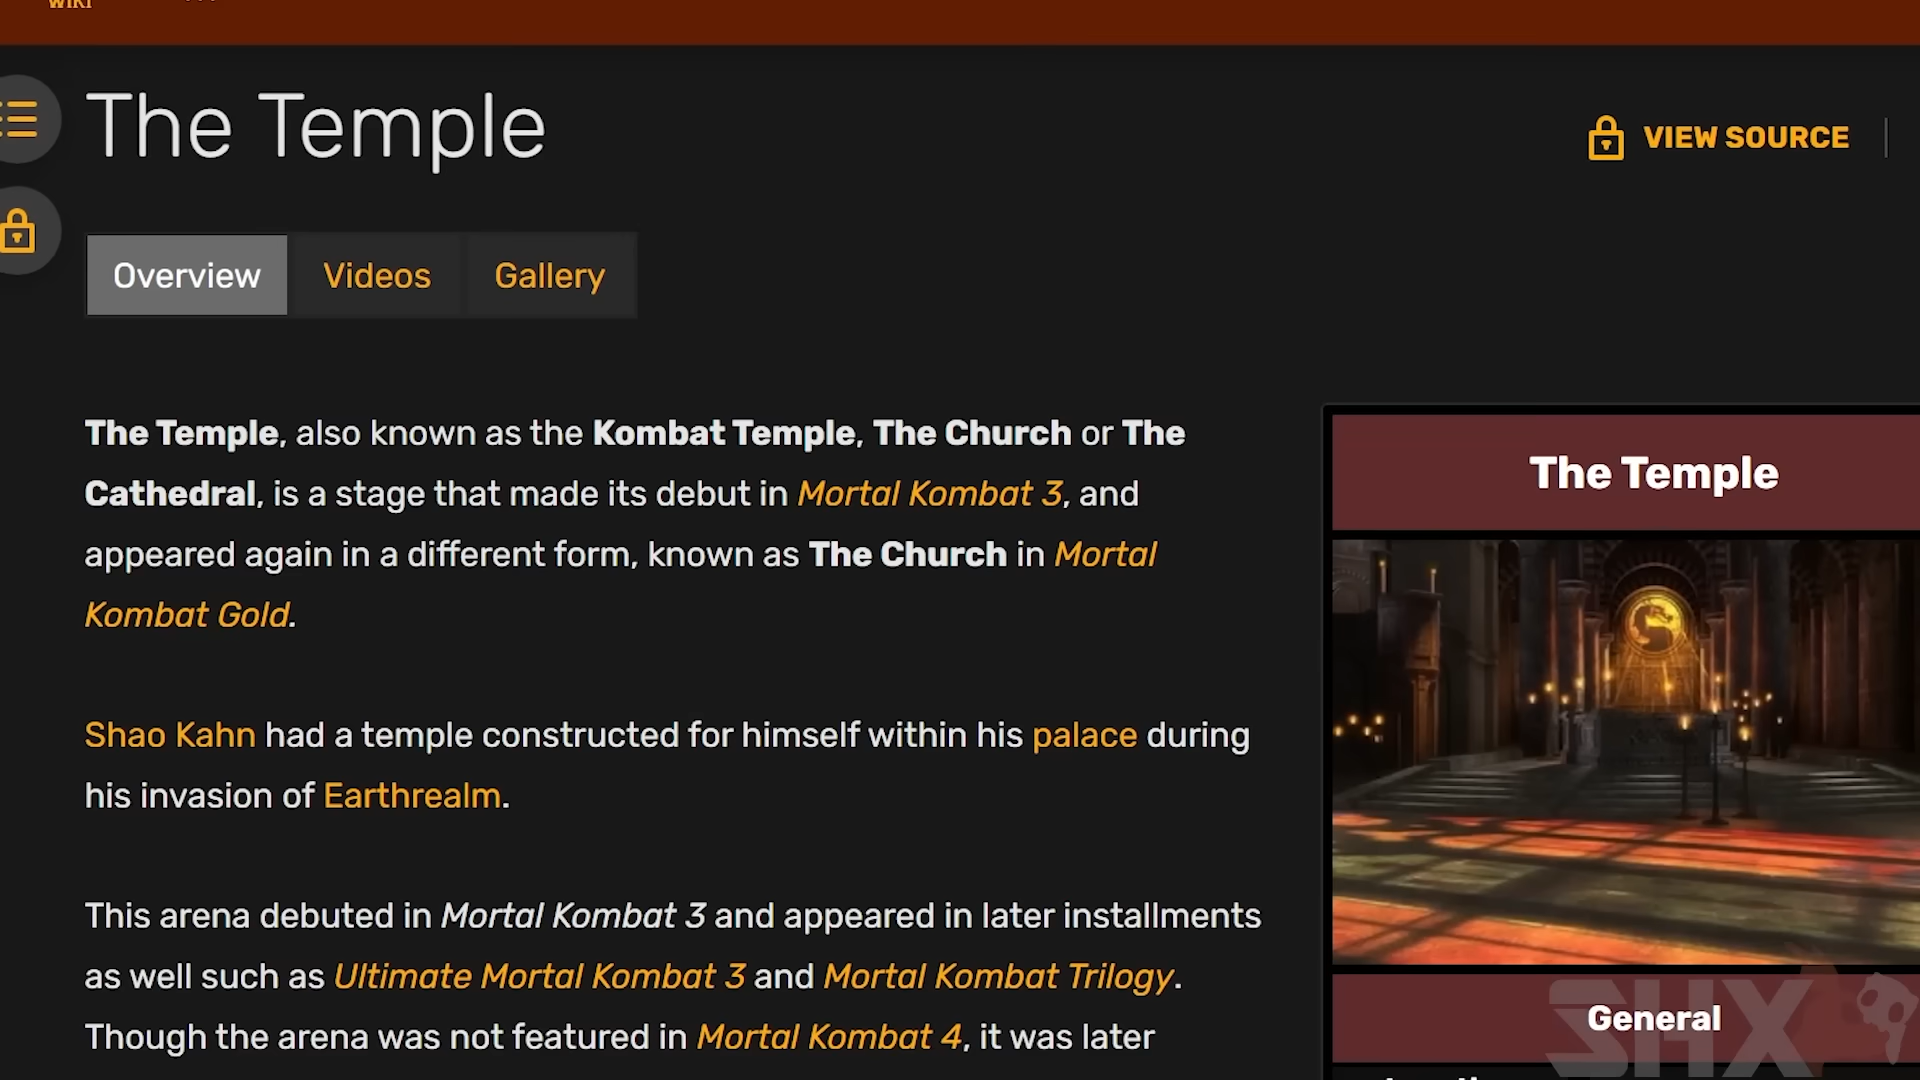 WIKI
The Temple
VIEW SOURCE
Overview
Videos
Gallery
The Temple, also known as the Kombat Temple, The Church or The
Cathedral, is a stage that made its debut in Mortal Kombat 3, and
appeared again in a different form, known as The Church in Mortal
Kombat Gold.
Shao Kahn had a temple constructed for himself within his palace during
his invasion of Earthrealm.
This arena debuted in Mortal Kombat 3 and appeared in later installments
as well such as Ultimate Mortal Kombat 3 and Mortal Kombat Trilogy.
Though the arena was not featured in Mortal Kombat 4, it was later
The Temple
General
SHX